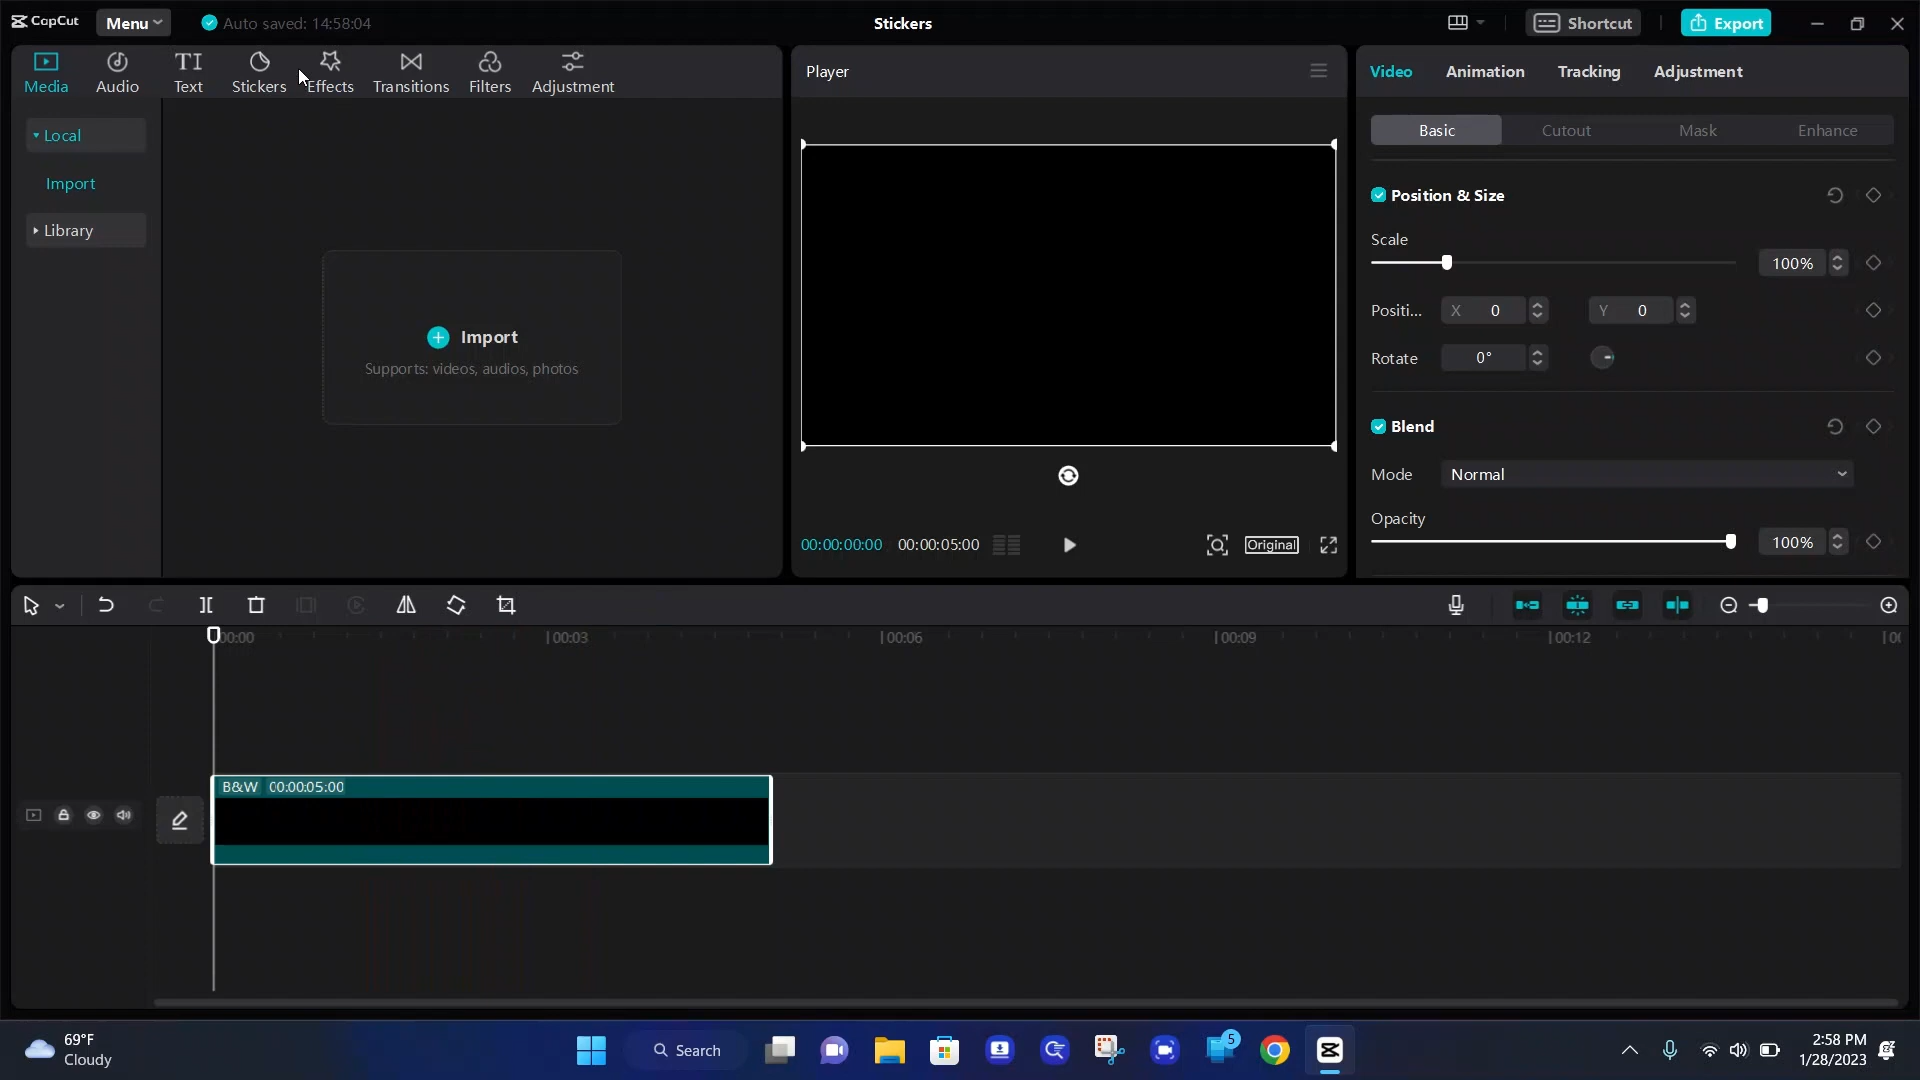 CapCut
Menu
Auto saved: 14:58:04
Stickers
Shortcut
Export
Media
Audio
TI
Text
Stickers
Effects
Transitions
Filters
Adjustment
Local
Import
Library
Import
Supports: videos, audios, photos
Player
00:00:00:00
00:00:05:00
Original
Video
Animation
Tracking
Adjustment
Basic
Cutout
Mask
Enhance
Position & Size
Scale
100%
Positi...
X 0
Y 0
Rotate
0°
Blend
Mode
Normal
Opacity
100%
00:00
00:03
00:06
00:09
00:12
B&W 00:00:05:00
69°F
Cloudy
Search
5
2:58 PM
1/28/2023